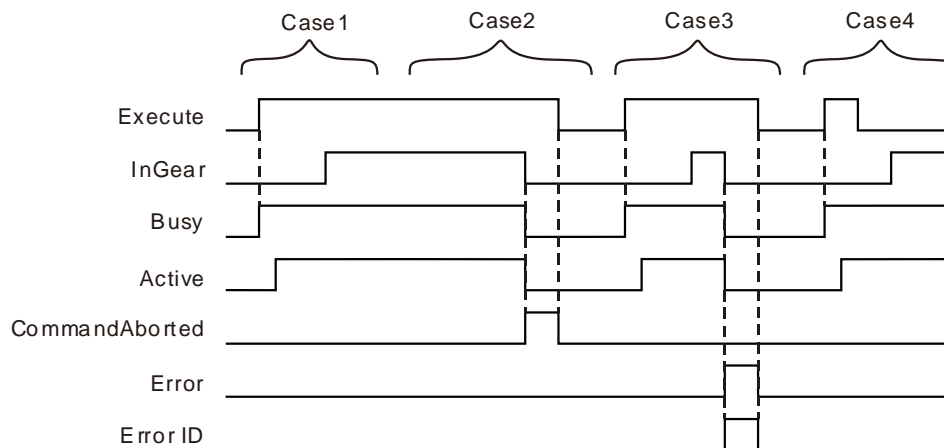 Case1 Case2 Case3 Case4
Execute
InGear
Busy
Active
CommandAborted
Error
Error ID